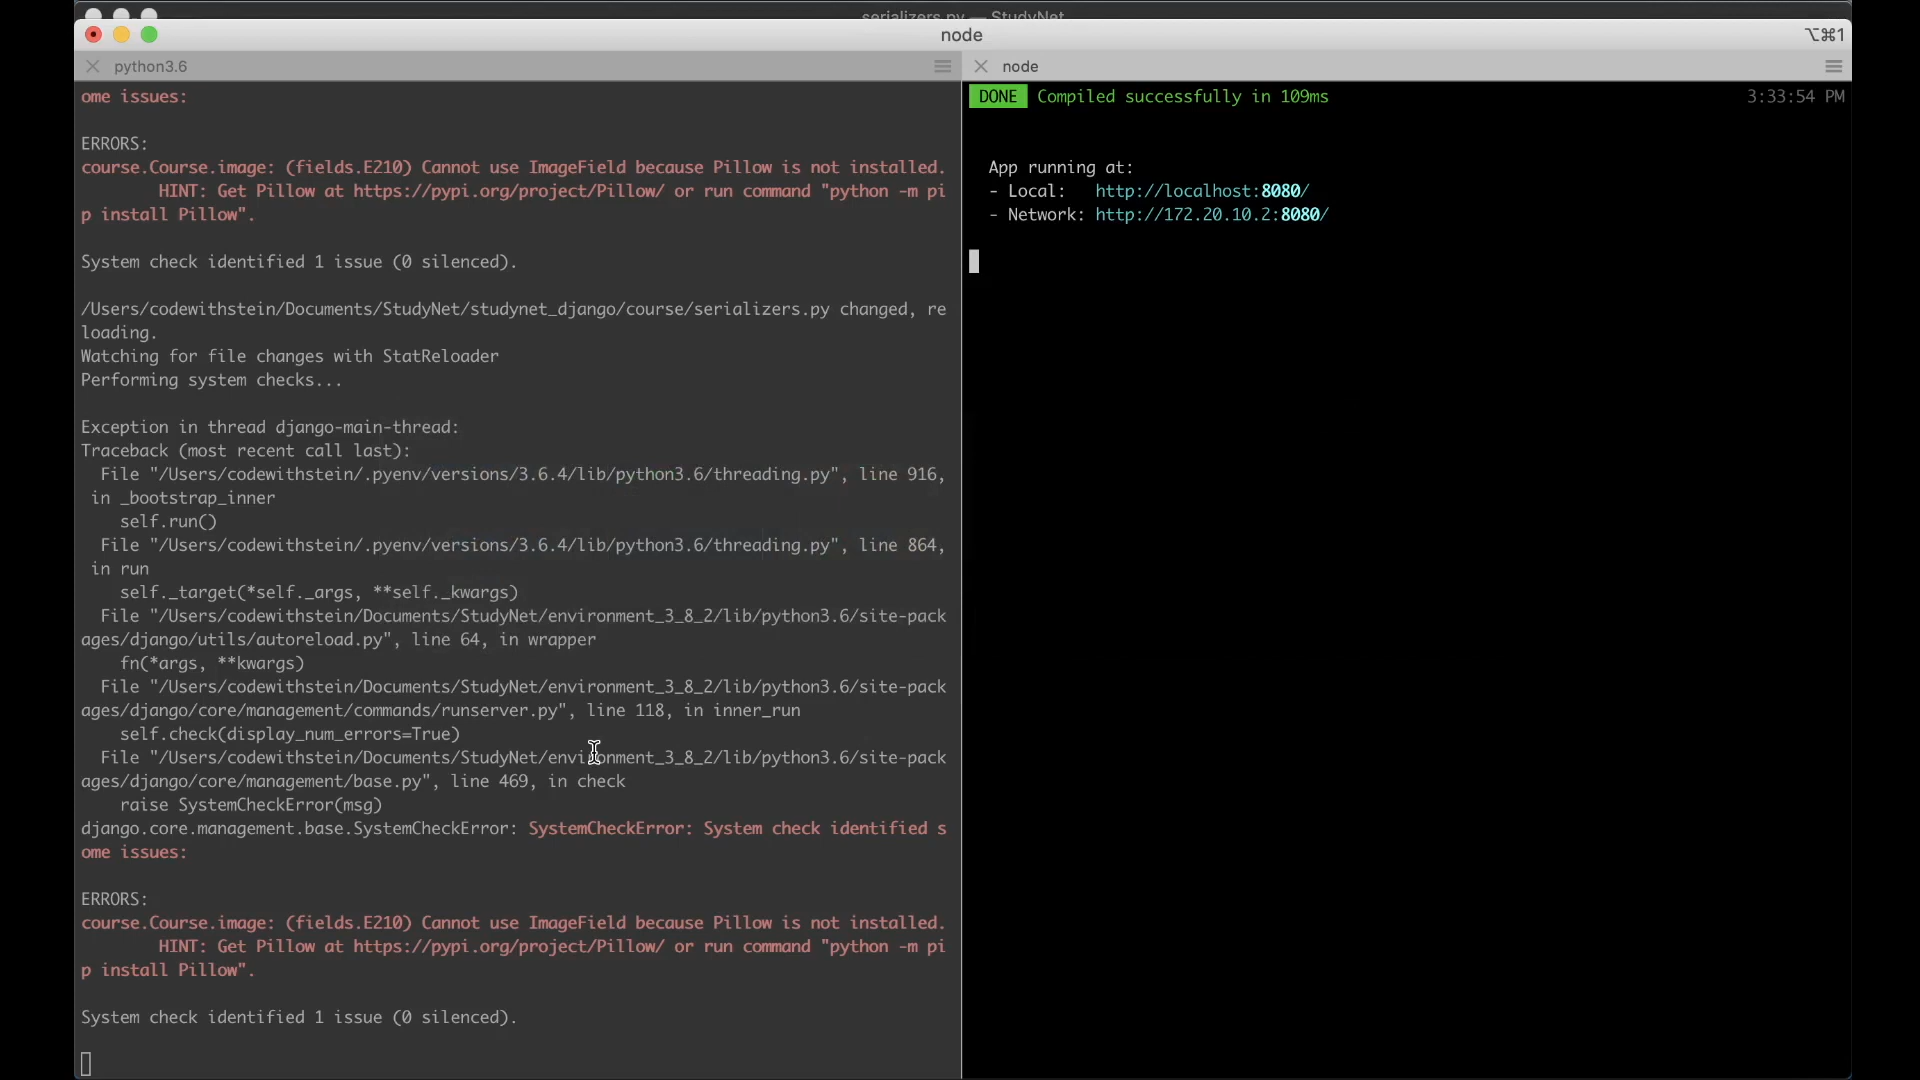 serializers.py — StudyNet
node
⌥⌘1
python3.6
ome issues:
ERRORS:
course.Course.image: (fields.E210) Cannot use ImageField because Pillow is not installed.
HINT: Get Pillow at https://pypi.org/project/Pillow/ or run command "python -m pi
p install Pillow".
System check identified 1 issue (0 silenced).
/Users/codewithstein/Documents/StudyNet/studynet_django/course/serializers.py changed, re
loading.
Watching for file changes with StatReloader
Performing system checks...
Exception in thread django-main-thread:
Traceback (most recent call last):
File "/Users/codewithstein/.pyenv/versions/3.6.4/lib/python3.6/threading.py", line 916,
in _bootstrap_inner
self.run()
File "/Users/codewithstein/.pyenv/versions/3.6.4/lib/python3.6/threading.py", line 864,
in run
self._target(*self._args, **self._kwargs)
File "/Users/codewithstein/Documents/StudyNet/environment_3_8_2/lib/python3.6/site-pack
ages/django/utils/autoreload.py", line 64, in wrapper
fn(*args, **kwargs)
File "/Users/codewithstein/Documents/StudyNet/environment_3_8_2/lib/python3.6/site-pack
ages/django/core/management/commands/runserver.py", line 118, in inner_run
self.check(display_num_errors=True)
File "/Users/codewithstein/Documents/StudyNet/environment_3_8_2/lib/python3.6/site-pack
ages/django/core/management/base.py", line 469, in check
raise SystemCheckError(msg)
django.core.management.base.SystemCheckError: SystemCheckError: System check identified s
ome issues:
ERRORS:
course.Course.image: (fields.E210) Cannot use ImageField because Pillow is not installed.
HINT: Get Pillow at https://pypi.org/project/Pillow/ or run command "python -m pi
p install Pillow".
System check identified 1 issue (0 silenced).
node
DONE Compiled successfully in 109ms 3:33:54 PM
App running at:
- Local: http://localhost:8080/
- Network: http://172.20.10.2:8080/